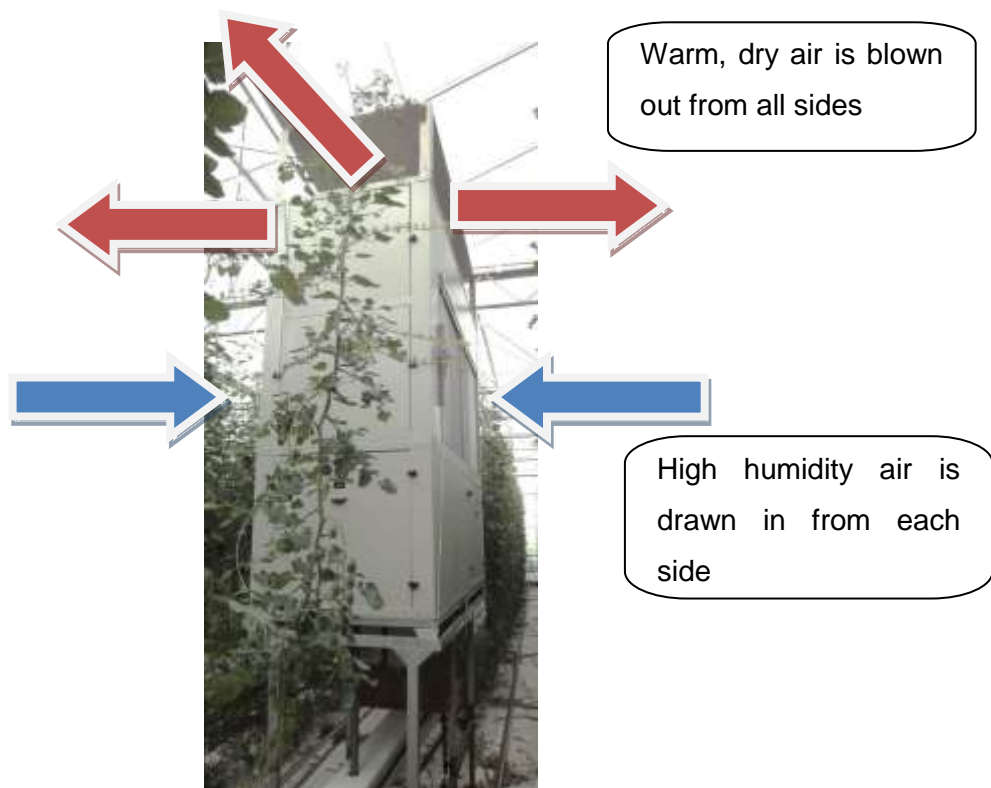 Warm, dry air is blown
out from all sides
High humidity air is
drawn in from each
side